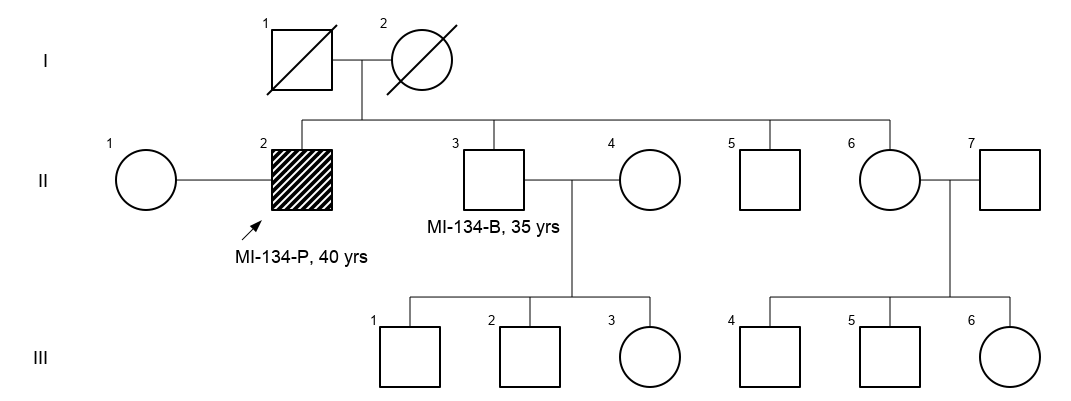 1 2
I
1 2 3 4 5 6 7
II
MI-134-B, 35 yrs
MI-134-P, 40 yrs
1 2 3 4 5 6
III